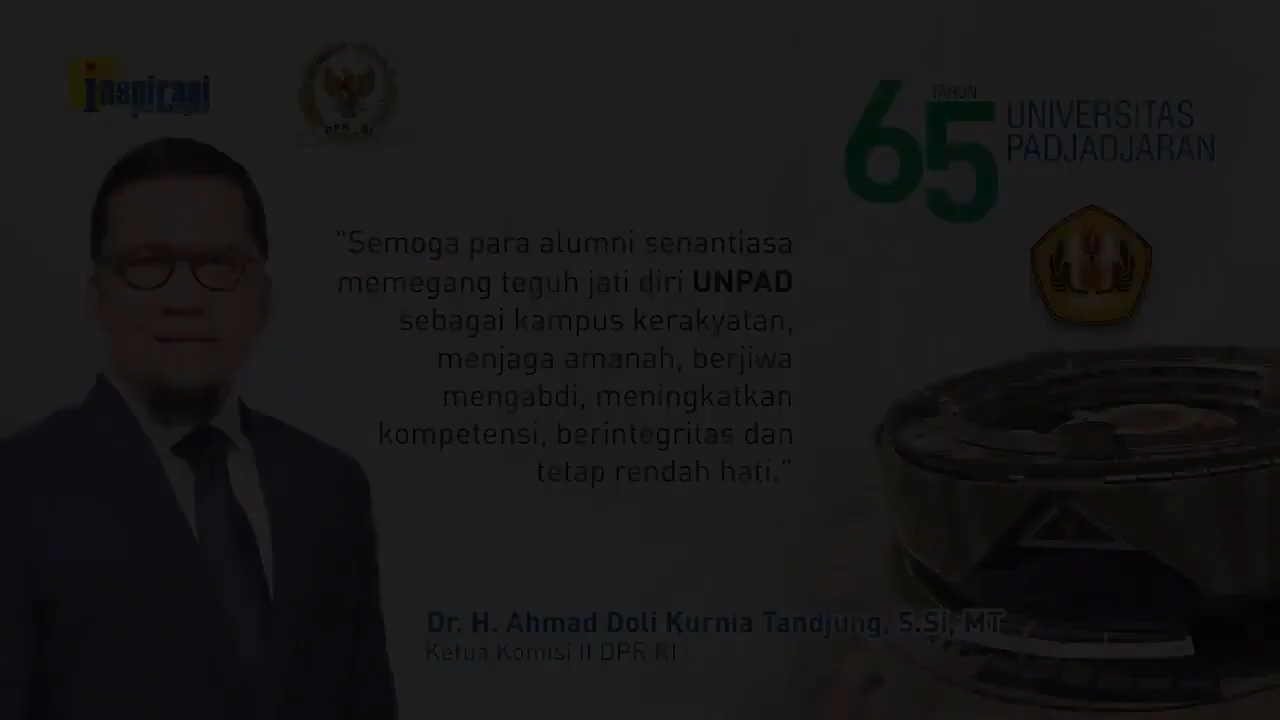 inspirasi
DPR RI
65
TAHUN
UNIVERSITAS
PADJADJARAN
"Semoga para alumni senantiasa
memegang teguh jati diri UNPAD
sebagai kampus kerakyatan,
menjaga amanah, berjiwa
mengabdi, meningkatkan
kompetensi, berintegritas dan
tetap rendah hati."
Dr. H. Ahmad Doli Kurnia Tandjung, S.Si, MT
Ketua Komisi II DPR RI